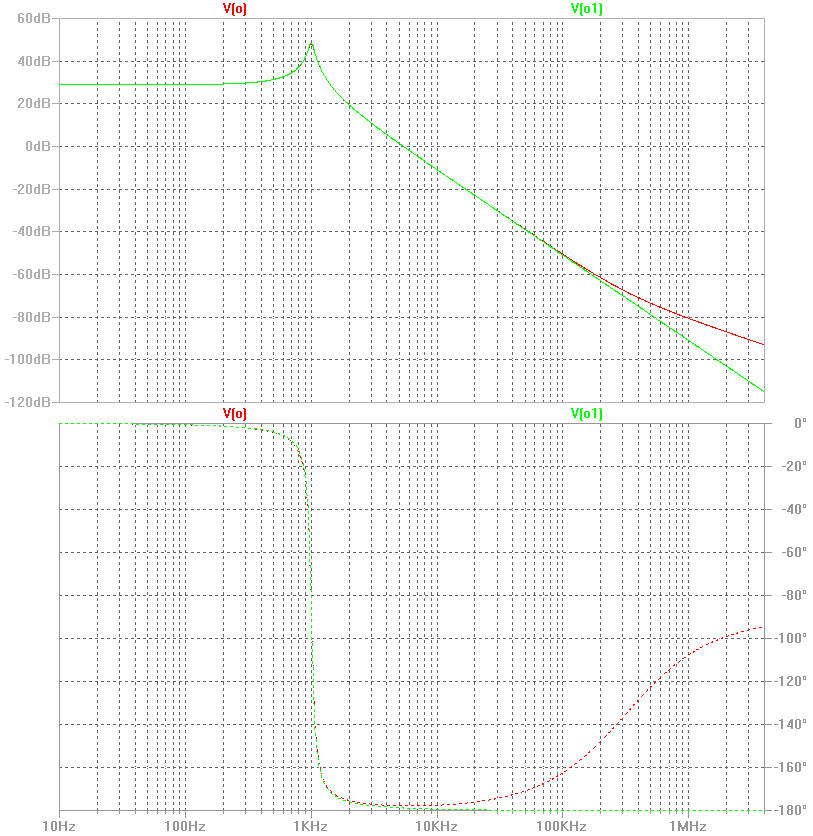 V(o) V(o1)
60dB
40dB
20dB
0dB
-20dB
-40dB
-60dB
-80dB
-100dB
-120dB
V(o) V(o1)
0°
-20°
-40°
-60°
-80°
-100°
-120°
-140°
-160°
-180°
10Hz 100Hz 1KHz 10KHz 100KHz 1MHz